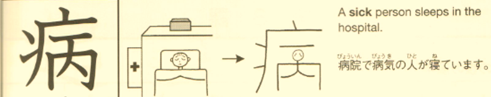 病
A sick person sleeps in the
hospital.
びょういん びょうき ひと ね
病院で病気の人が寝ています。